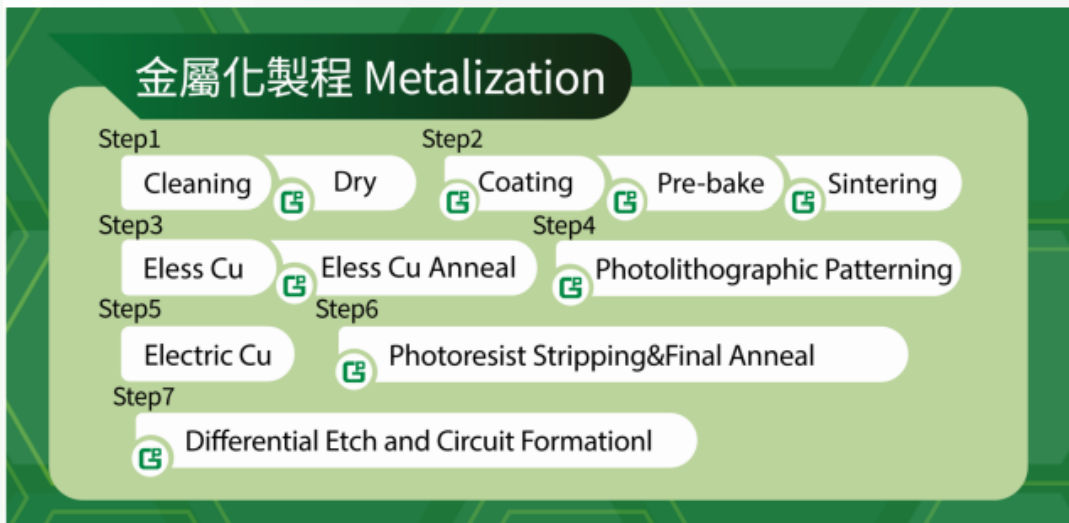 金屬化製程 Metalization
Step1 Step2
Cleaning Dry Coating Pre-bake Sintering
Step3 Step4
Eless Cu Eless Cu Anneal Photolithographic Patterning
Step5 Step6
Electric Cu Photoresist Stripping&Final Anneal
Step7
Differential Etch and Circuit Formationl